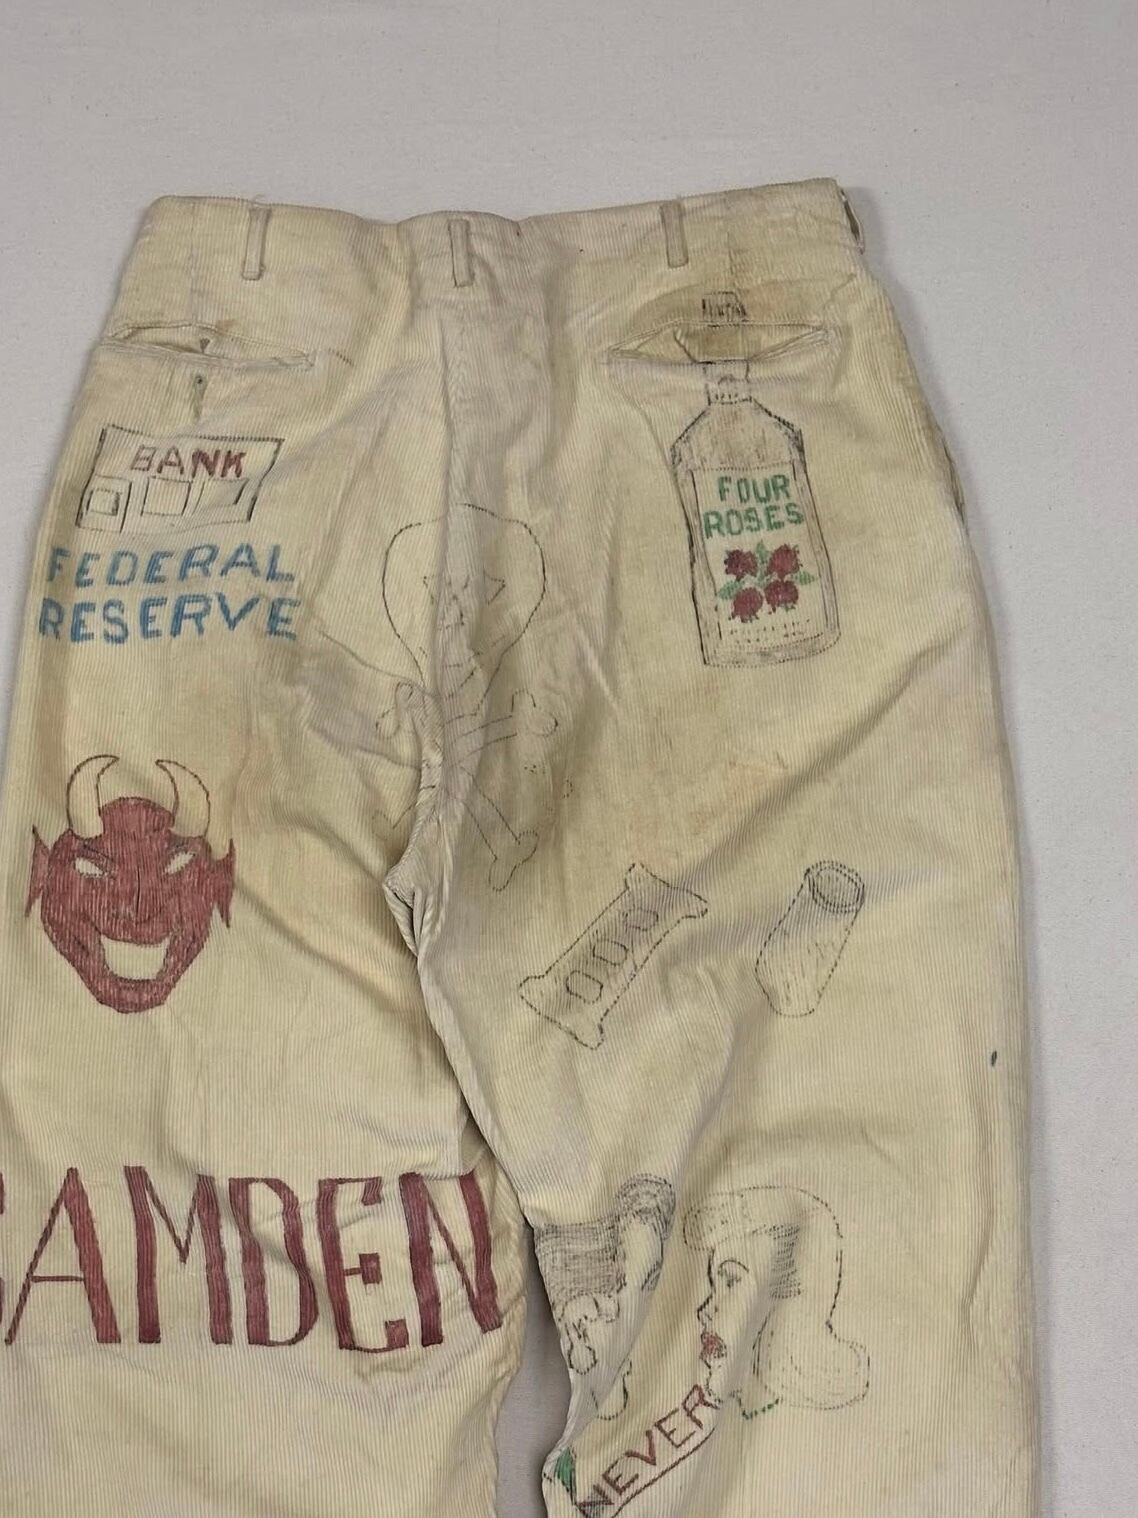 BANK
FEDERAL
RESERVE
FOUR
ROSES
CAMDEN
NEVER